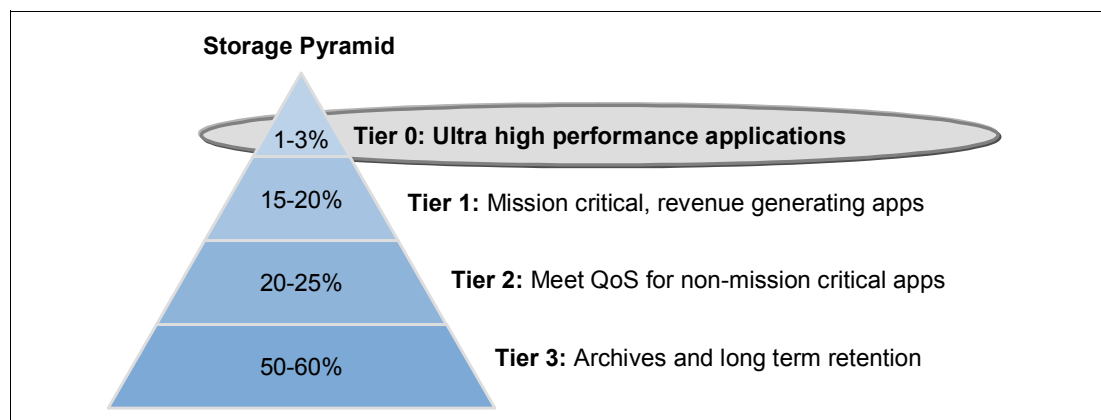 Storage Pyramid
1-3% Tier 0: Ultra high performance applications
15-20% Tier 1: Mission critical, revenue generating apps
20-25% Tier 2: Meet QoS for non-mission critical apps
50-60% Tier 3: Archives and long term retention